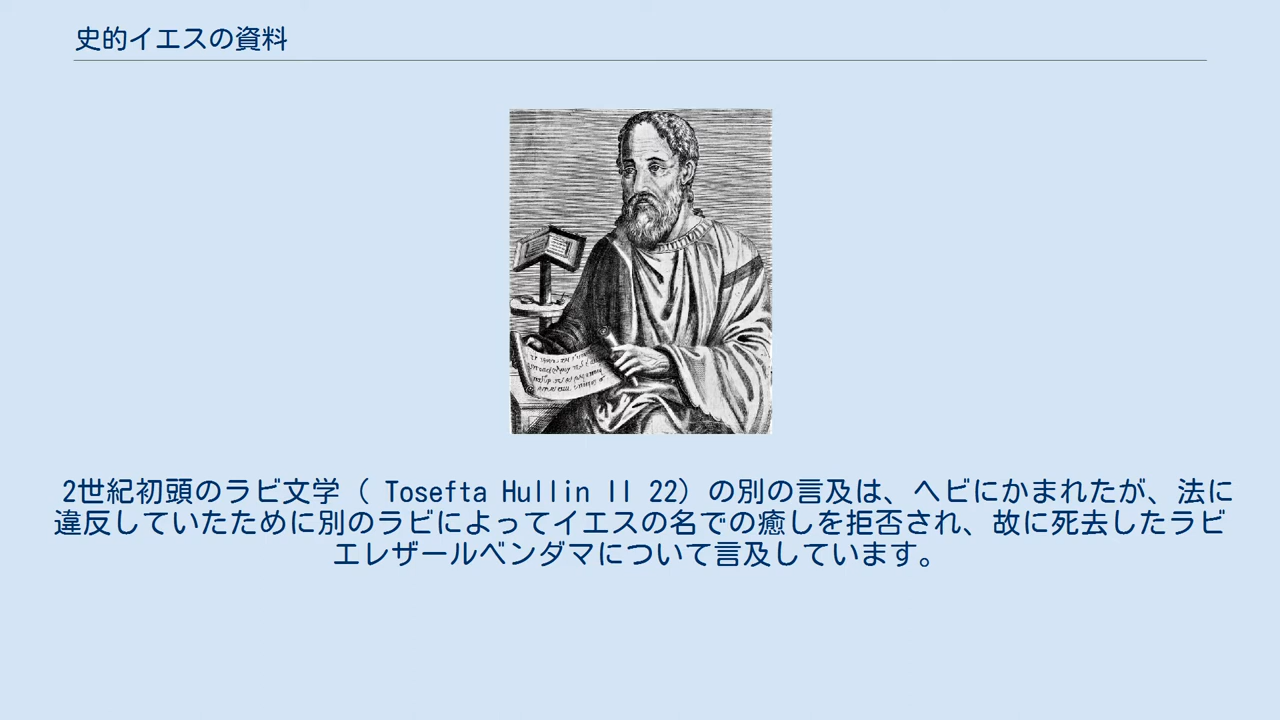 史的イエスの資料
2世紀初頭のラビ文学( Tosefta Hullin II 22)の別の言及は、ヘビにかまれたが、法に
違反していたために別のラビによってイエスの名での癒しを拒否され、故に死去したラビ
エレザールベンダマについて言及しています。